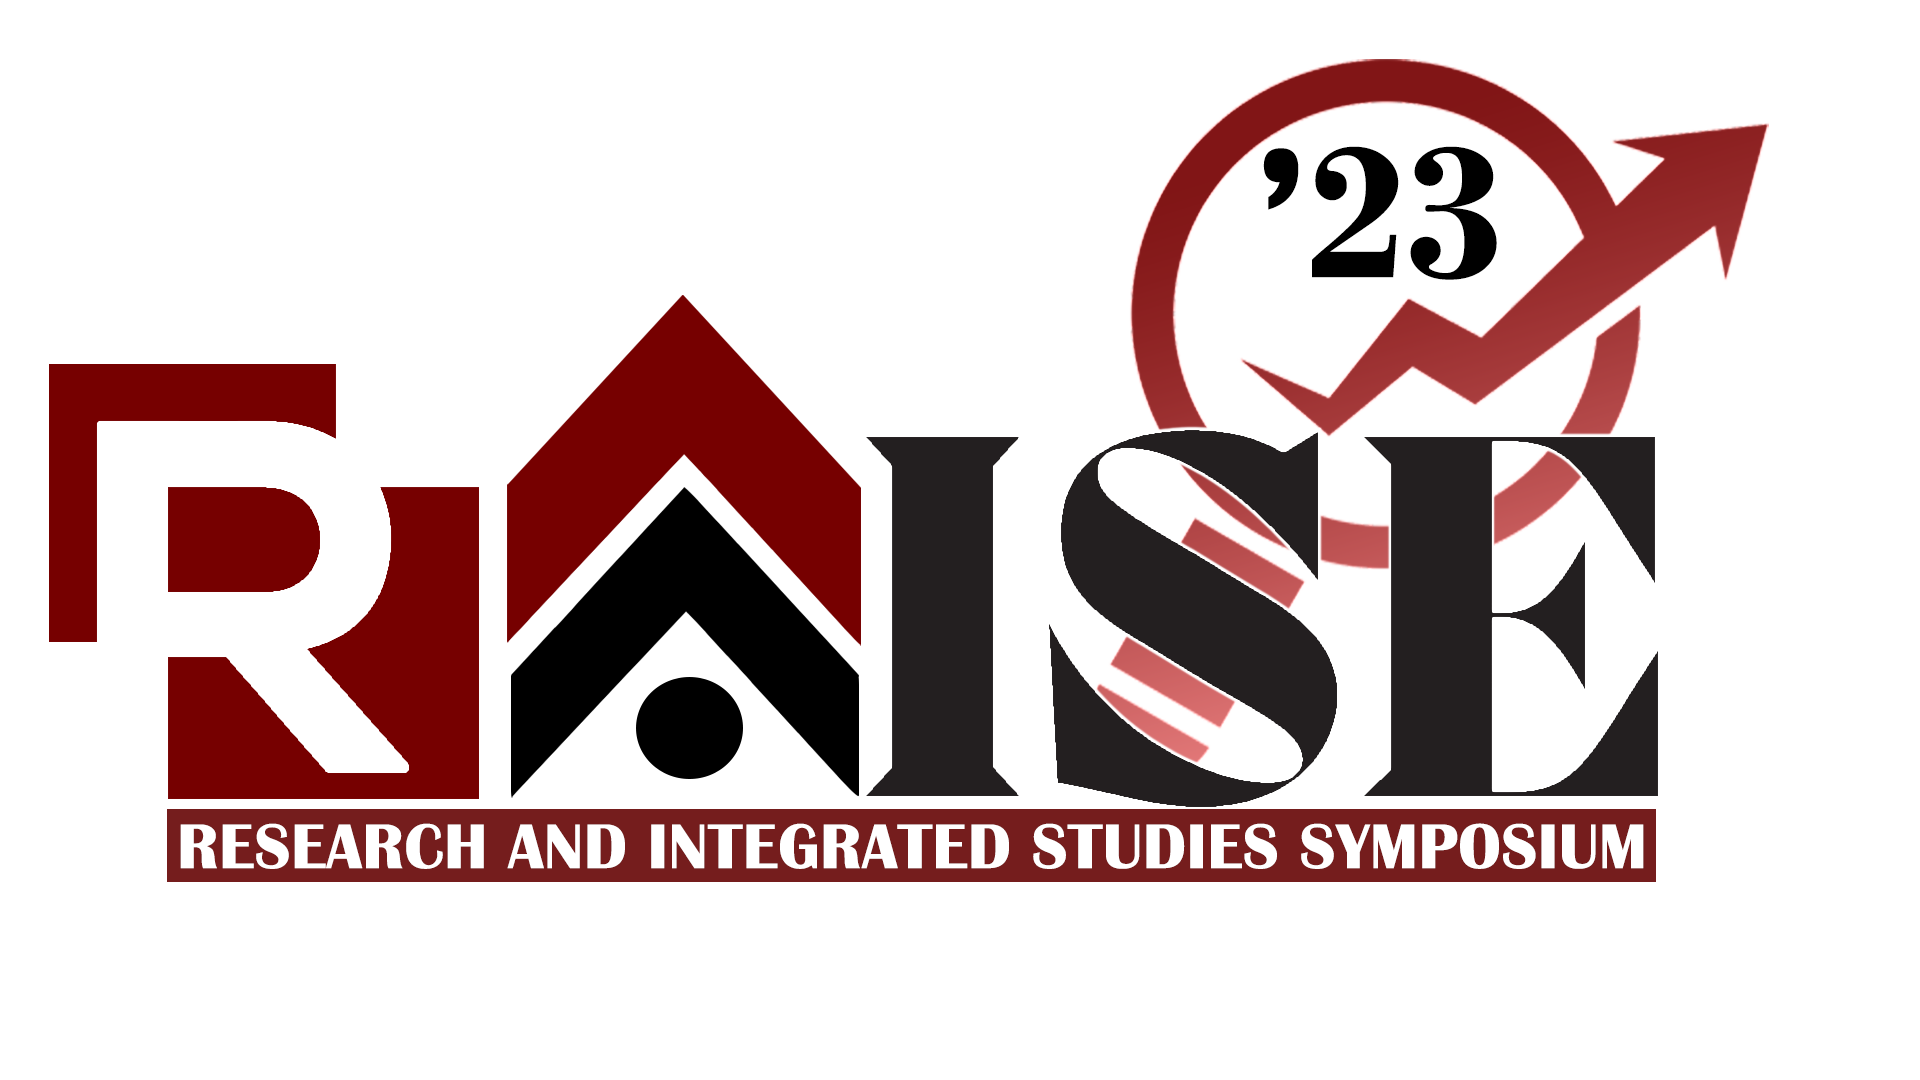 ’23
RAISE
RESEARCH AND INTEGRATED STUDIES SYMPOSIUM